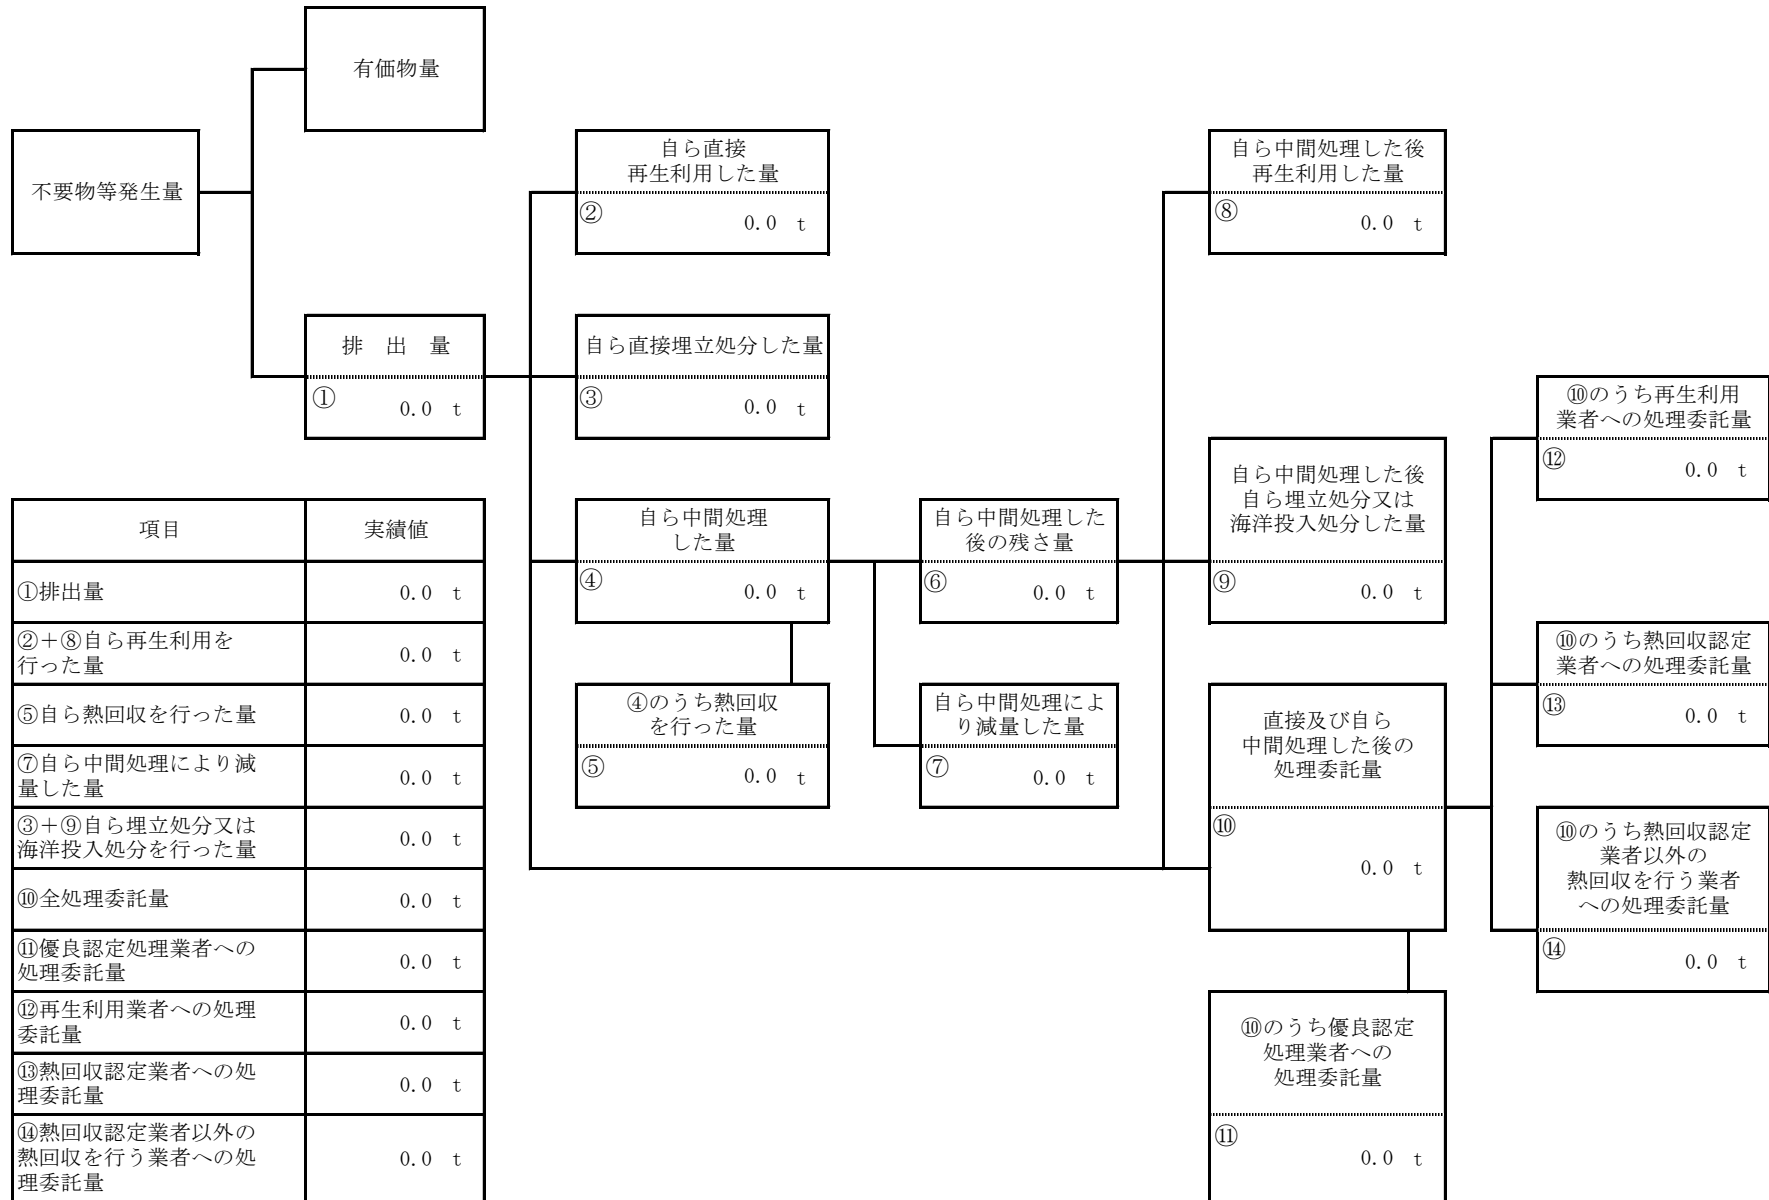 有価物量
不要物等発生量
自ら直接
再生利用した量
② 0.0 t
自ら中間処理した後
再生利用した量
⑧ 0.0 t
排 出 量
① 0.0 t
自ら直接埋立処分した量
③ 0.0 t
⑩のうち再生利用
業者への処理委託量
⑫ 0.0 t
自ら中間処理
した量
④ 0.0 t
自ら中間処理した
後の残さ量
⑥ 0.0 t
自ら中間処理した後
自ら埋立処分又は
海洋投入処分した量
⑨ 0.0 t
⑩のうち熱回収認定
業者への処理委託量
⑬ 0.0 t
④のうち熱回収
を行った量
⑤ 0.0 t
自ら中間処理によ
り減量した量
⑦ 0.0 t
直接及び自ら
中間処理した後の
処理委託量
⑩
0.0 t
⑩のうち熱回収認定
業者以外の
熱回収を行う業者
への処理委託量
⑭ 0.0 t
⑩のうち優良認定
処理業者への
処理委託量
⑪
0.0 t
項目 実績値
①排出量 0.0 t
②＋⑧自ら再生利用を
行った量 0.0 t
⑤自ら熱回収を行った量 0.0 t
⑦自ら中間処理により減
量した量 0.0 t
③＋⑨自ら埋立処分又は
海洋投入処分を行った量 0.0 t
⑩全処理委託量 0.0 t
⑪優良認定処理業者への
処理委託量 0.0 t
⑫再生利用業者への処理
委託量 0.0 t
⑬熱回収認定業者への処
理委託量 0.0 t
⑭熱回収認定業者以外の
熱回収を行う業者への処 0.0 t
理委託量